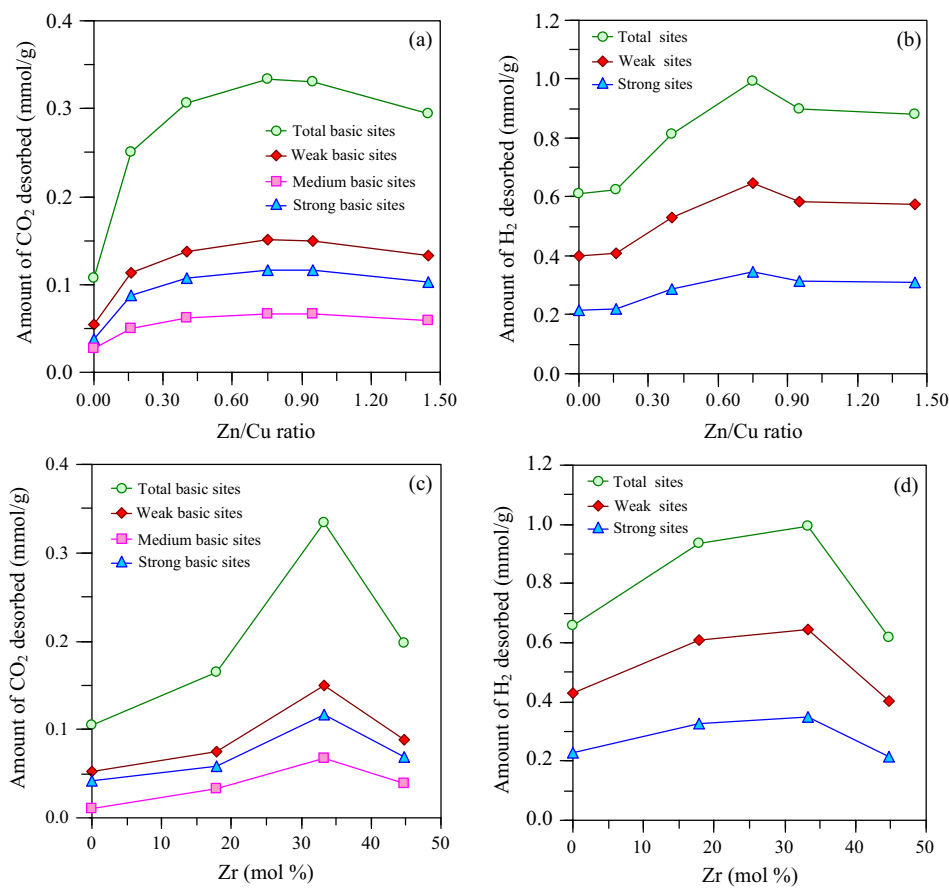 (a)
Amount of CO₂ desorbed (mmol/g)
0.4
0.3
0.2
0.1
0.0
Total basic sites
Weak basic sites
Medium basic sites
Strong basic sites
0.00 0.30 0.60 0.90 1.20 1.50
Zn/Cu ratio
(b)
Amount of H₂ desorbed (mmol/g)
1.2
1.0
0.8
0.6
0.4
0.2
0.0
Total sites
Weak sites
Strong sites
0.00 0.30 0.60 0.90 1.20 1.50
Zn/Cu ratio
(c)
Amount of CO₂ desorbed (mmol/g)
0.4
0.3
0.2
0.1
0.0
Total basic sites
Weak basic sites
Medium basic sites
Strong basic sites
0 10 20 30 40 50
Zr (mol %)
(d)
Amount of H₂ desorbed (mmol/g)
1.2
1.0
0.8
0.6
0.4
0.2
0.0
Total sites
Weak sites
Strong sites
0 10 20 30 40 50
Zr (mol %)